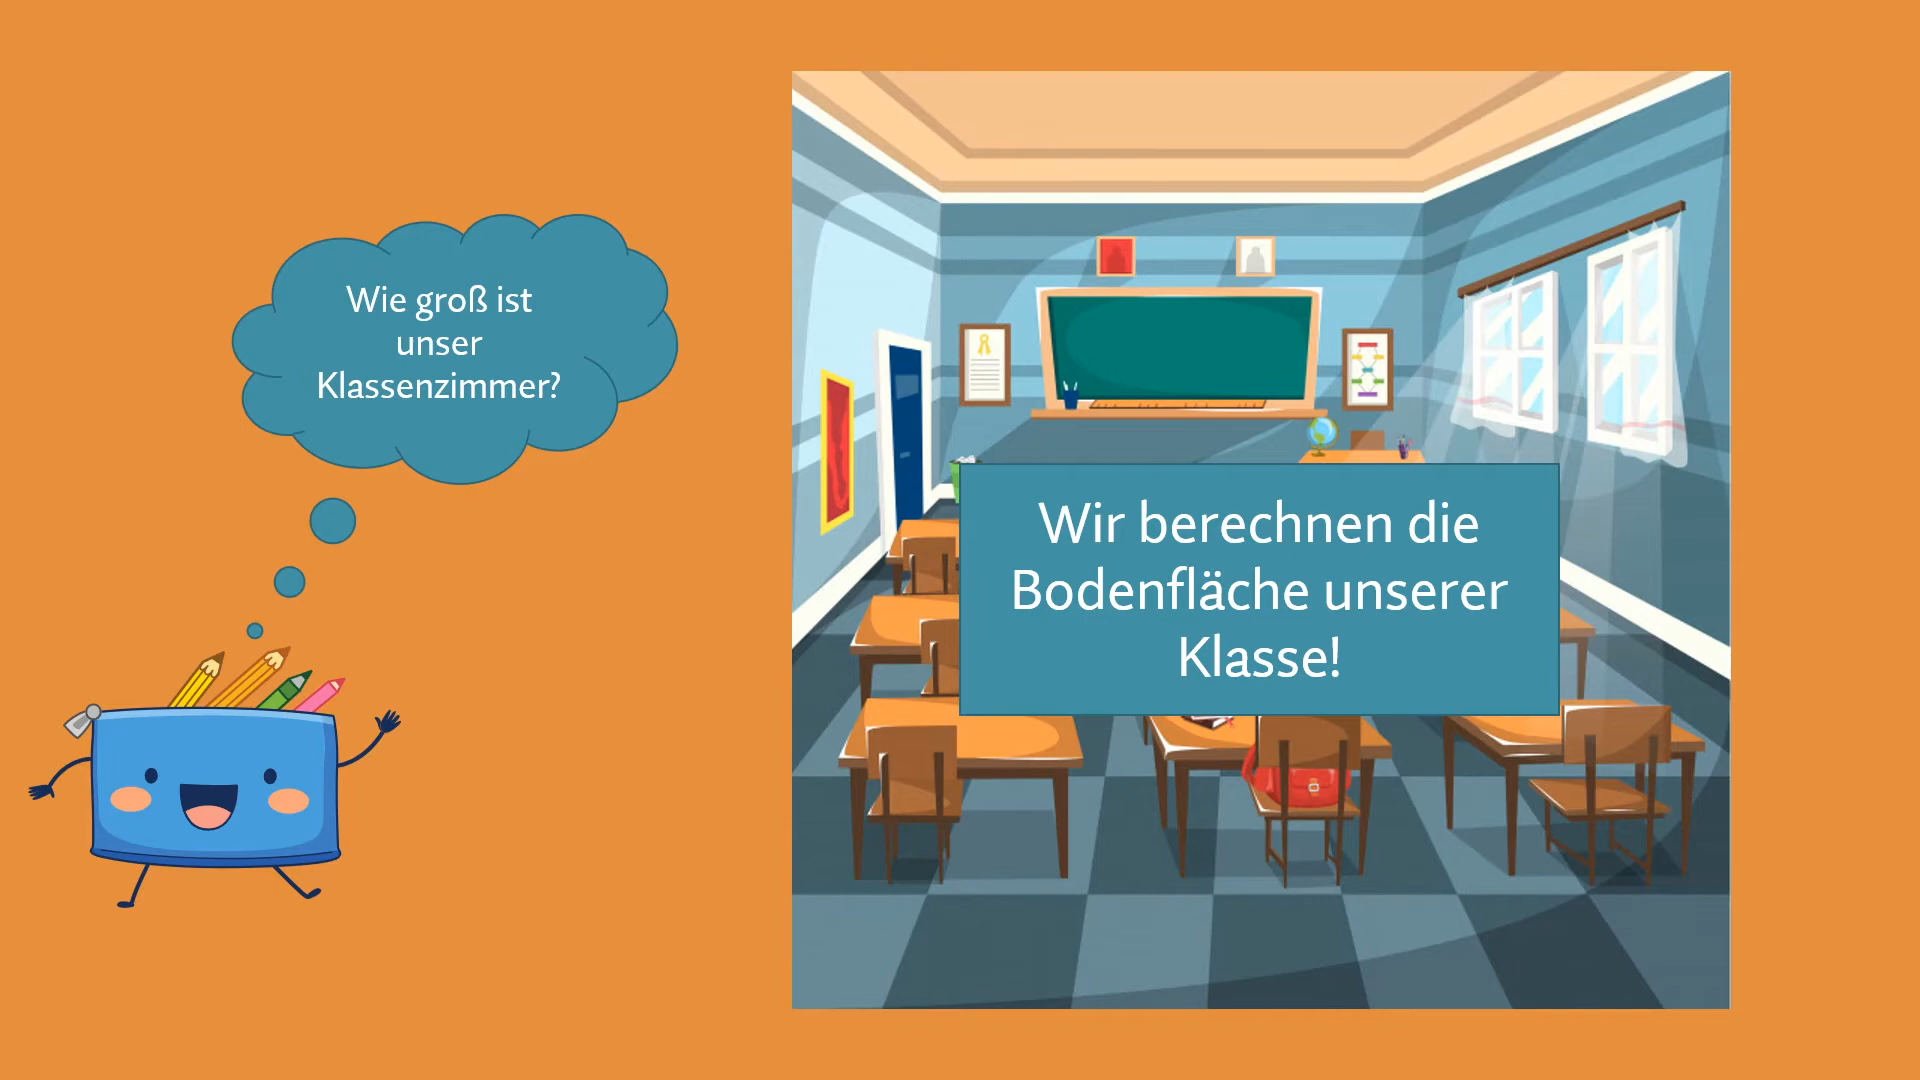 Wie groß ist
unser
Klassenzimmer?
Wir berechnen die
Bodenfläche unserer
Klasse!